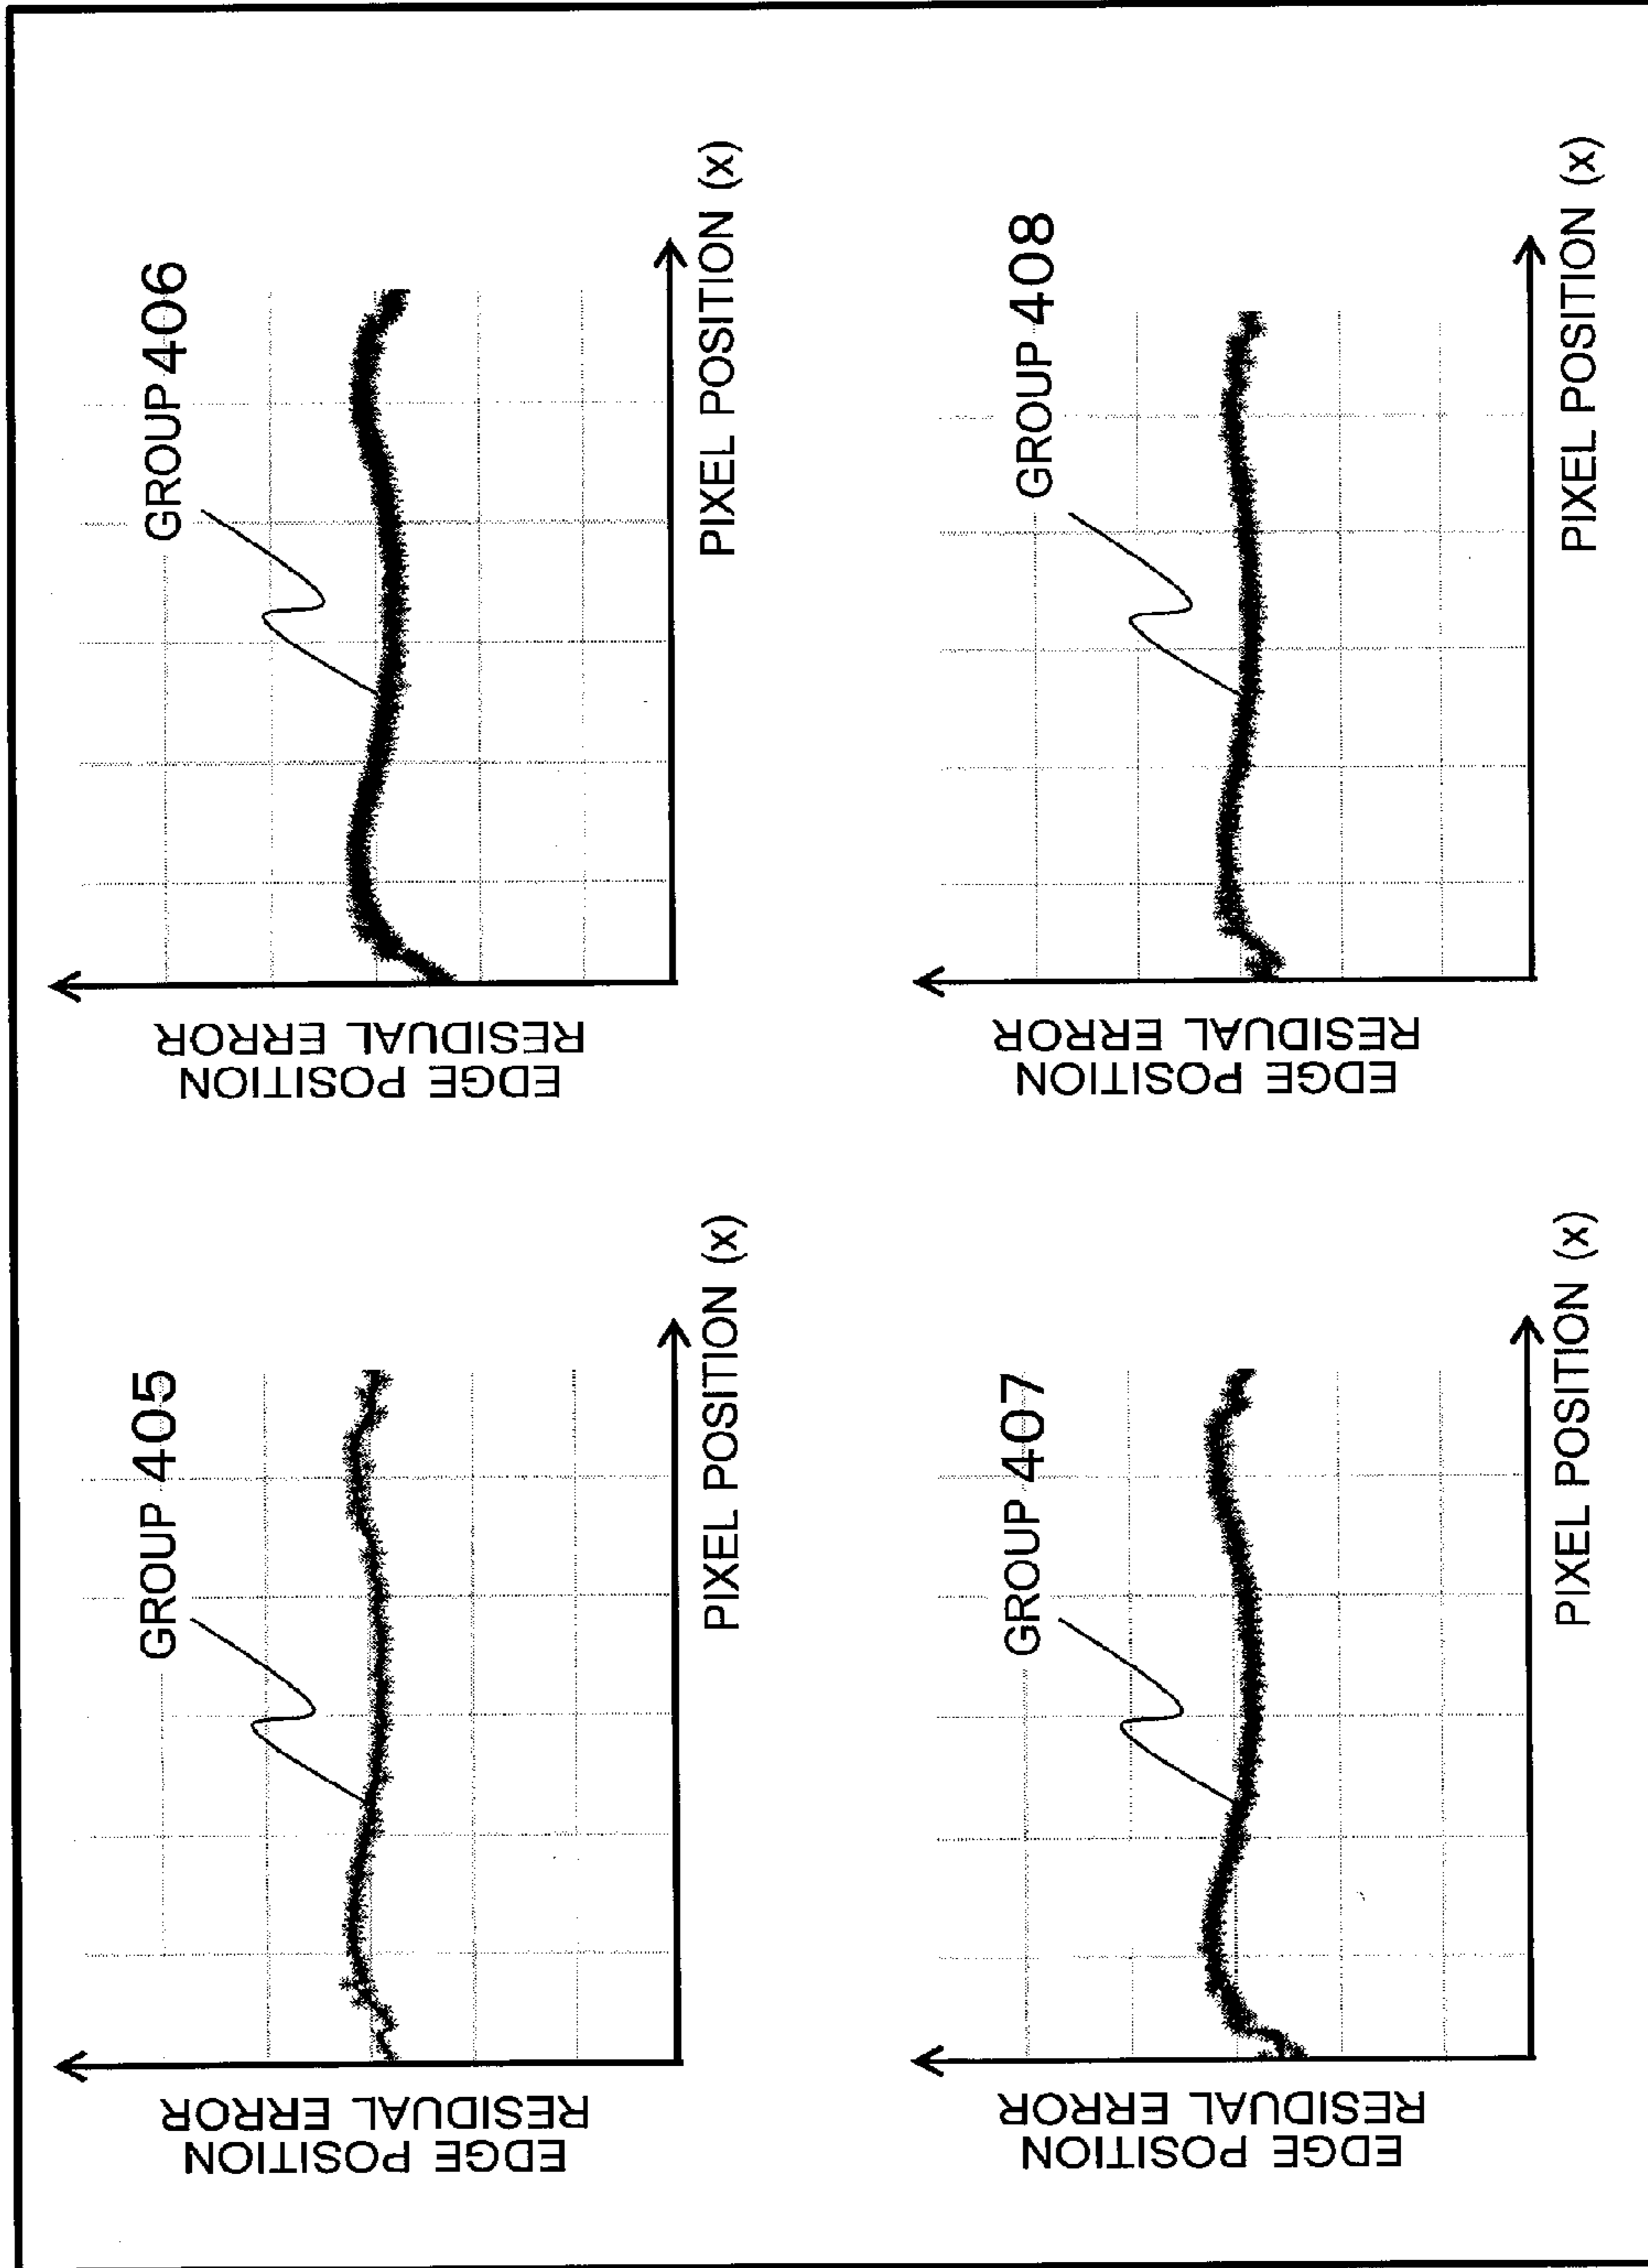 EDGE POSITION
RESIDUAL ERROR
GROUP 405
PIXEL POSITION (x)
EDGE POSITION
RESIDUAL ERROR
GROUP 406
PIXEL POSITION (x)
EDGE POSITION
RESIDUAL ERROR
GROUP 407
PIXEL POSITION (x)
EDGE POSITION
RESIDUAL ERROR
GROUP 408
PIXEL POSITION (x)